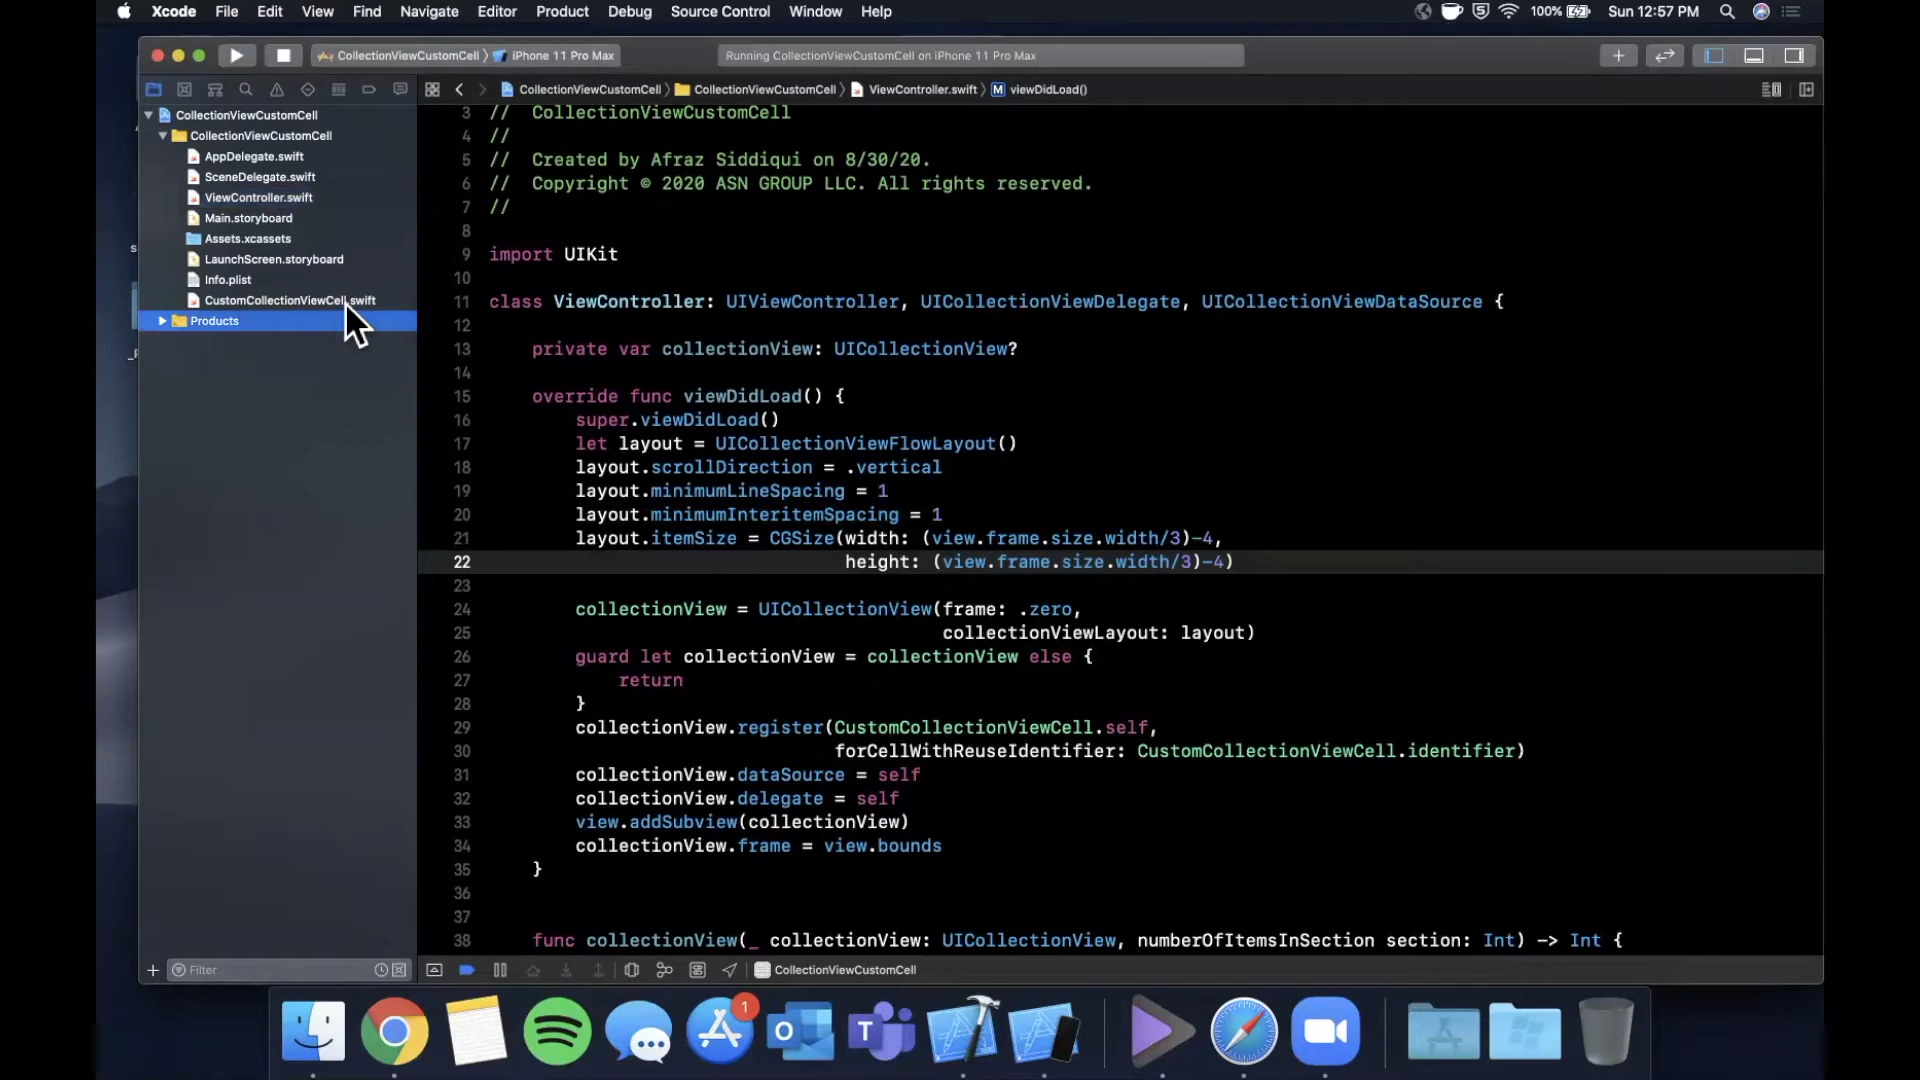 Xcode File Edit View Find Navigate Editor Product Debug Source Control Window Help
100% Sun 12:57 PM
CollectionViewCustomCell iPhone 11 Pro Max
Running CollectionViewCustomCell on iPhone 11 Pro Max
CollectionViewCustomCell CollectionViewCustomCell ViewController.swift M viewDidLoad()
CollectionViewCustomCell
CollectionViewCustomCell
AppDelegate.swift
SceneDelegate.swift
ViewController.swift
Main.storyboard
Assets.xcassets
LaunchScreen.storyboard
Info.plist
CustomCollectionViewCell.swift
Products
3 // CollectionViewCustomCell
4 //
5 // Created by Afraz Siddiqui on 8/30/20.
6 // Copyright © 2020 ASN GROUP LLC. All rights reserved.
7 //
8
9 import UIKit
10
11 class ViewController: UIViewController, UICollectionViewDelegate, UICollectionViewDataSource {
12
13 private var collectionView: UICollectionView?
14
15 override func viewDidLoad() {
16 super.viewDidLoad()
17 let layout = UICollectionViewFlowLayout()
18 layout.scrollDirection = .vertical
19 layout.minimumLineSpacing = 1
20 layout.minimumInteritemSpacing = 1
21 layout.itemSize = CGSize(width: (view.frame.size.width/3)-4,
22 height: (view.frame.size.width/3)-4)
23
24 collectionView = UICollectionView(frame: .zero,
25 collectionViewLayout: layout)
26 guard let collectionView = collectionView else {
27 return
28 }
29 collectionView.register(CustomCollectionViewCell.self,
30 forCellWithReuseIdentifier: CustomCollectionViewCell.identifier)
31 collectionView.dataSource = self
32 collectionView.delegate = self
33 view.addSubview(collectionView)
34 collectionView.frame = view.bounds
35 }
36
37
38 func collectionView(_ collectionView: UICollectionView, numberOfItemsInSection section: Int) -> Int {
Filter
CollectionViewCustomCell
1